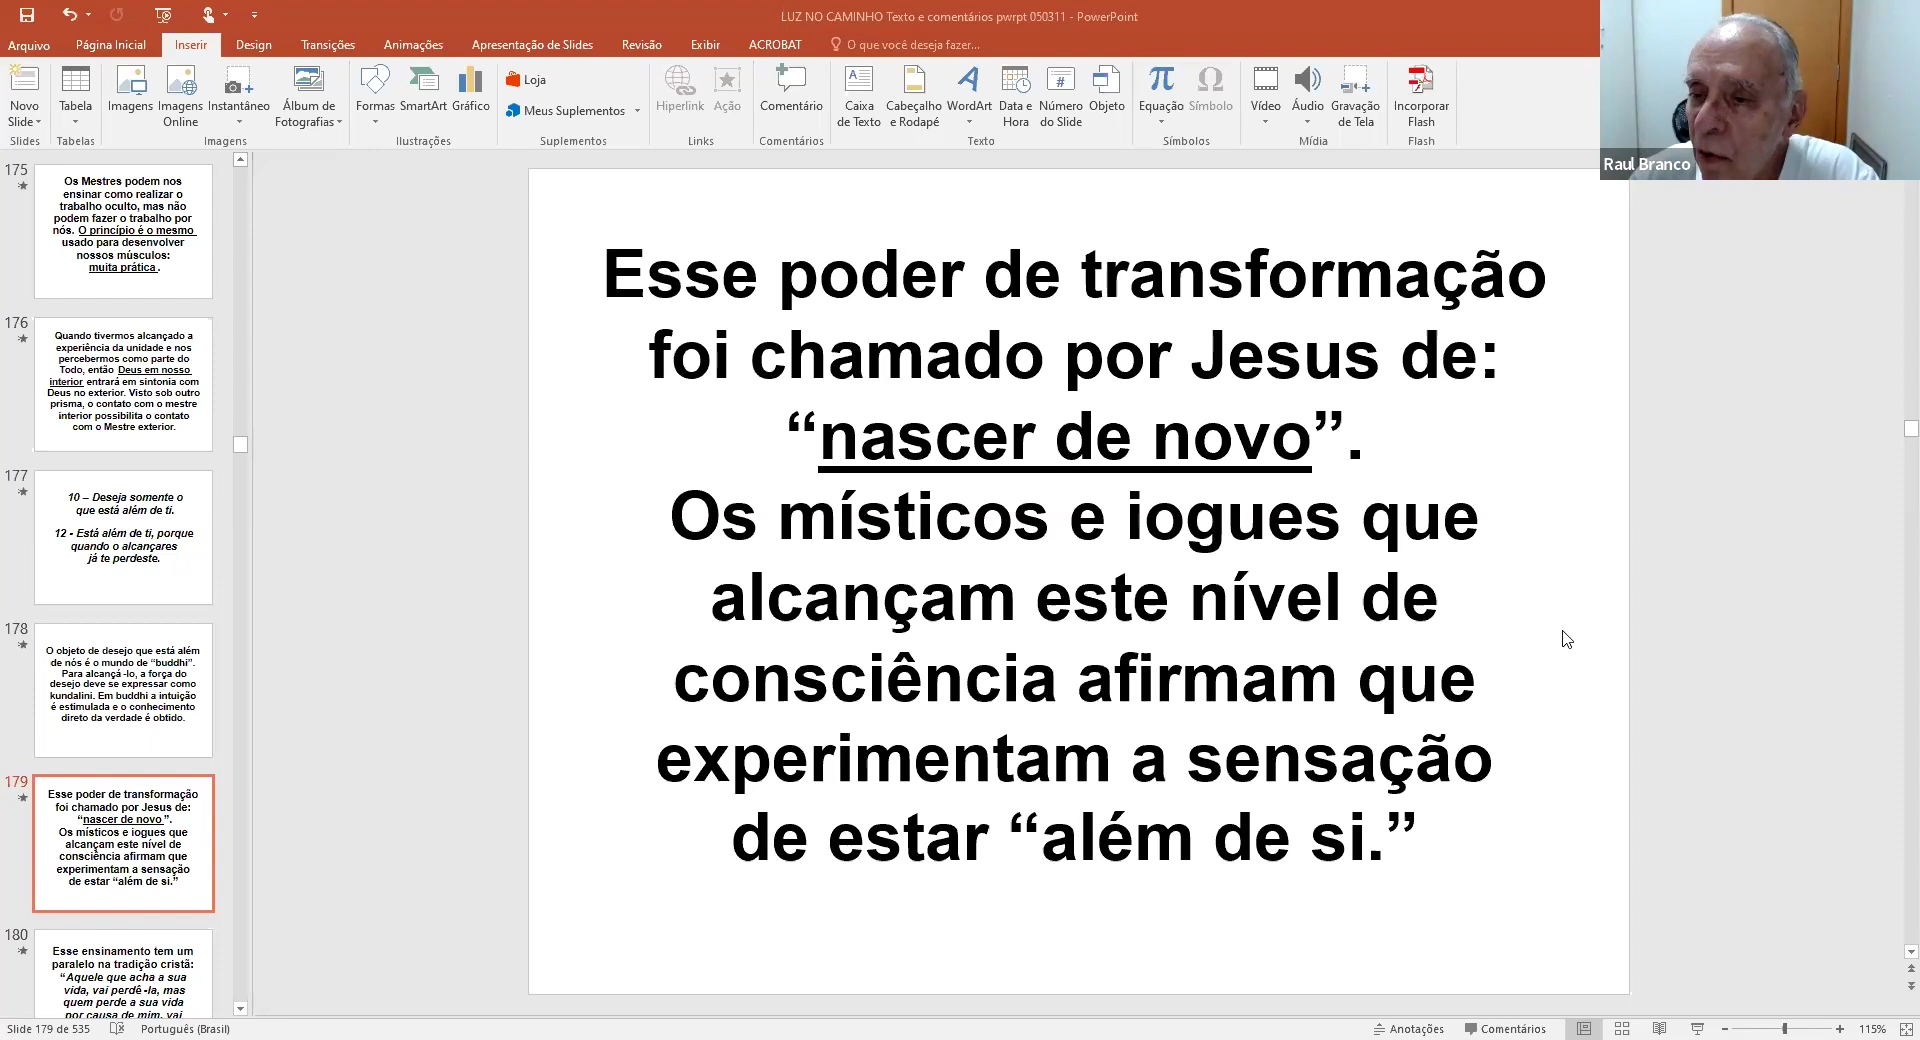 LUZ NO CAMINHO Texto e comentários pwrpt 050311 - PowerPoint
Arquivo Página Inicial Inserir Design Transições Animações Apresentação de Slides Revisão Exibir ACROBAT O que você deseja fazer...
Novo Slide
Tabela
Imagens
Imagens Online
Instantâneo
Álbum de Fotografias
Formas
SmartArt
Gráfico
Loja
Meus Suplementos
Hiperlink
Ação
Comentário
Caixa de Texto
Cabeçalho e Rodapé
WordArt
Data e Hora
Número do Slide
Objeto
Equação
Símbolo
Vídeo
Áudio
Gravação de Tela
Incorporar Flash
Slides Tabelas Imagens Ilustrações Suplementos Links Comentários Texto Símbolos Mídia Flash
Raul Branco
175
Os Mestres podem nos
ensinar como realizar o
trabalho oculto, mas não
podem fazer o trabalho por
nós. O princípio é o mesmo
usado para desenvolver
nossos músculos:
muita prática .
176
Quando tivermos alcançado a
experiência da unidade e nos
percebermos como parte do
Todo, então Deus em nosso
interior entrará em sintonia com
Deus no exterior. Visto sob outro
prisma, o contato com o mestre
interior possibilita o contato
com o Mestre exterior.
177
10 – Deseja somente o
que está além de ti.
12 - Está além de ti, porque
quando o alcançares
já te perdeste.
178
O objeto de desejo que está além
de nós é o mundo de “buddhi”.
Para alcançá -lo, a força do
desejo deve se expressar como
kundalini. Em buddhi a intuição
é estimulada e o conhecimento
direto da verdade é obtido.
179
Esse poder de transformação
foi chamado por Jesus de:
“nascer de novo ”.
Os místicos e iogues que
alcançam este nível de
consciência afirmam que
experimentam a sensação
de estar “além de si.”
180
Esse ensinamento tem um
paralelo na tradição cristã:
“Aquele que acha a sua
vida, vai perdê -la, mas
quem perde a sua vida
por causa de mim, vai
Esse poder de transformação
foi chamado por Jesus de:
“nascer de novo”.
Os místicos e iogues que
alcançam este nível de
consciência afirmam que
experimentam a sensação
de estar “além de si.”
Slide 179 de 535 Português (Brasil) Anotações Comentários 115%